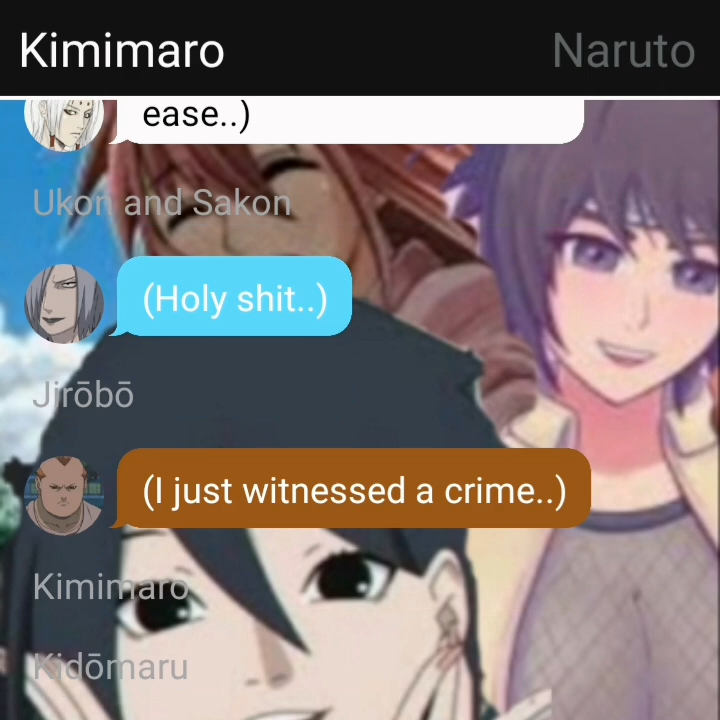 Kimimaro Naruto
ease..)
Ukon and Sakon
(Holy shit..)
Jirōbō
(I just witnessed a crime..)
Kimimaro
Kidōmaru